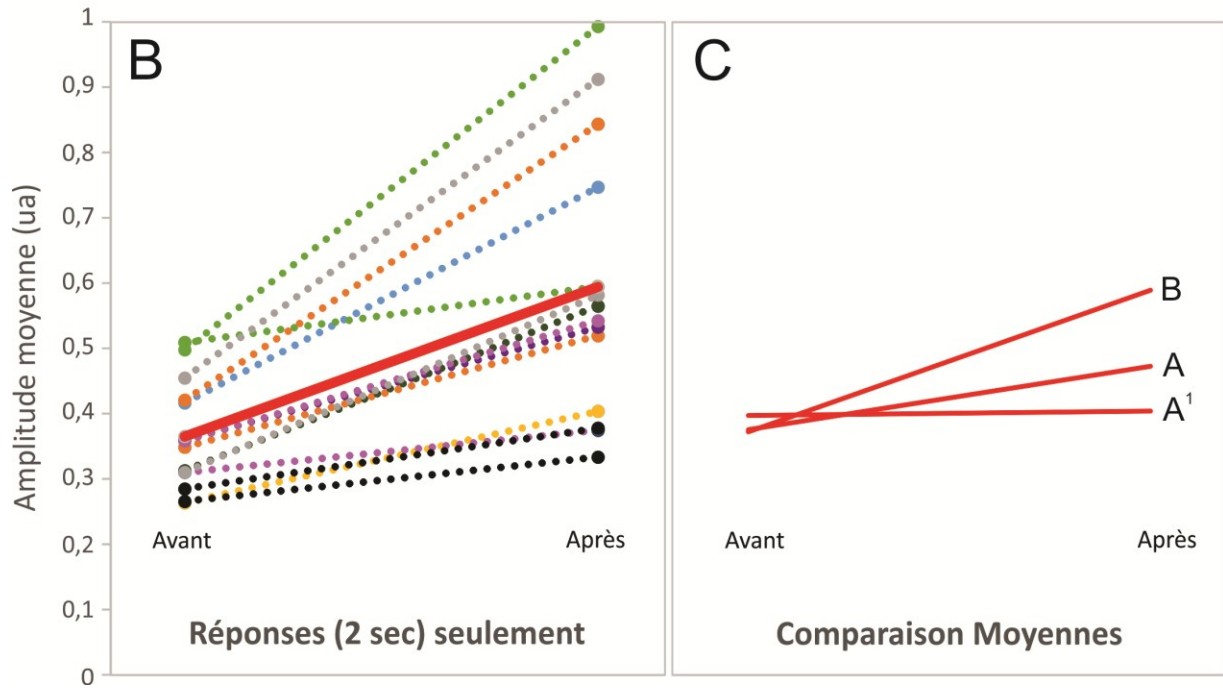 B
C
1
0,9
0,8
0,7
0,6
0,5
0,4
0,3
0,2
0,1
0
Amplitude moyenne (ua)
Avant
Après
Réponses (2 sec) seulement
B
A
A¹
Avant
Après
Comparaison Moyennes